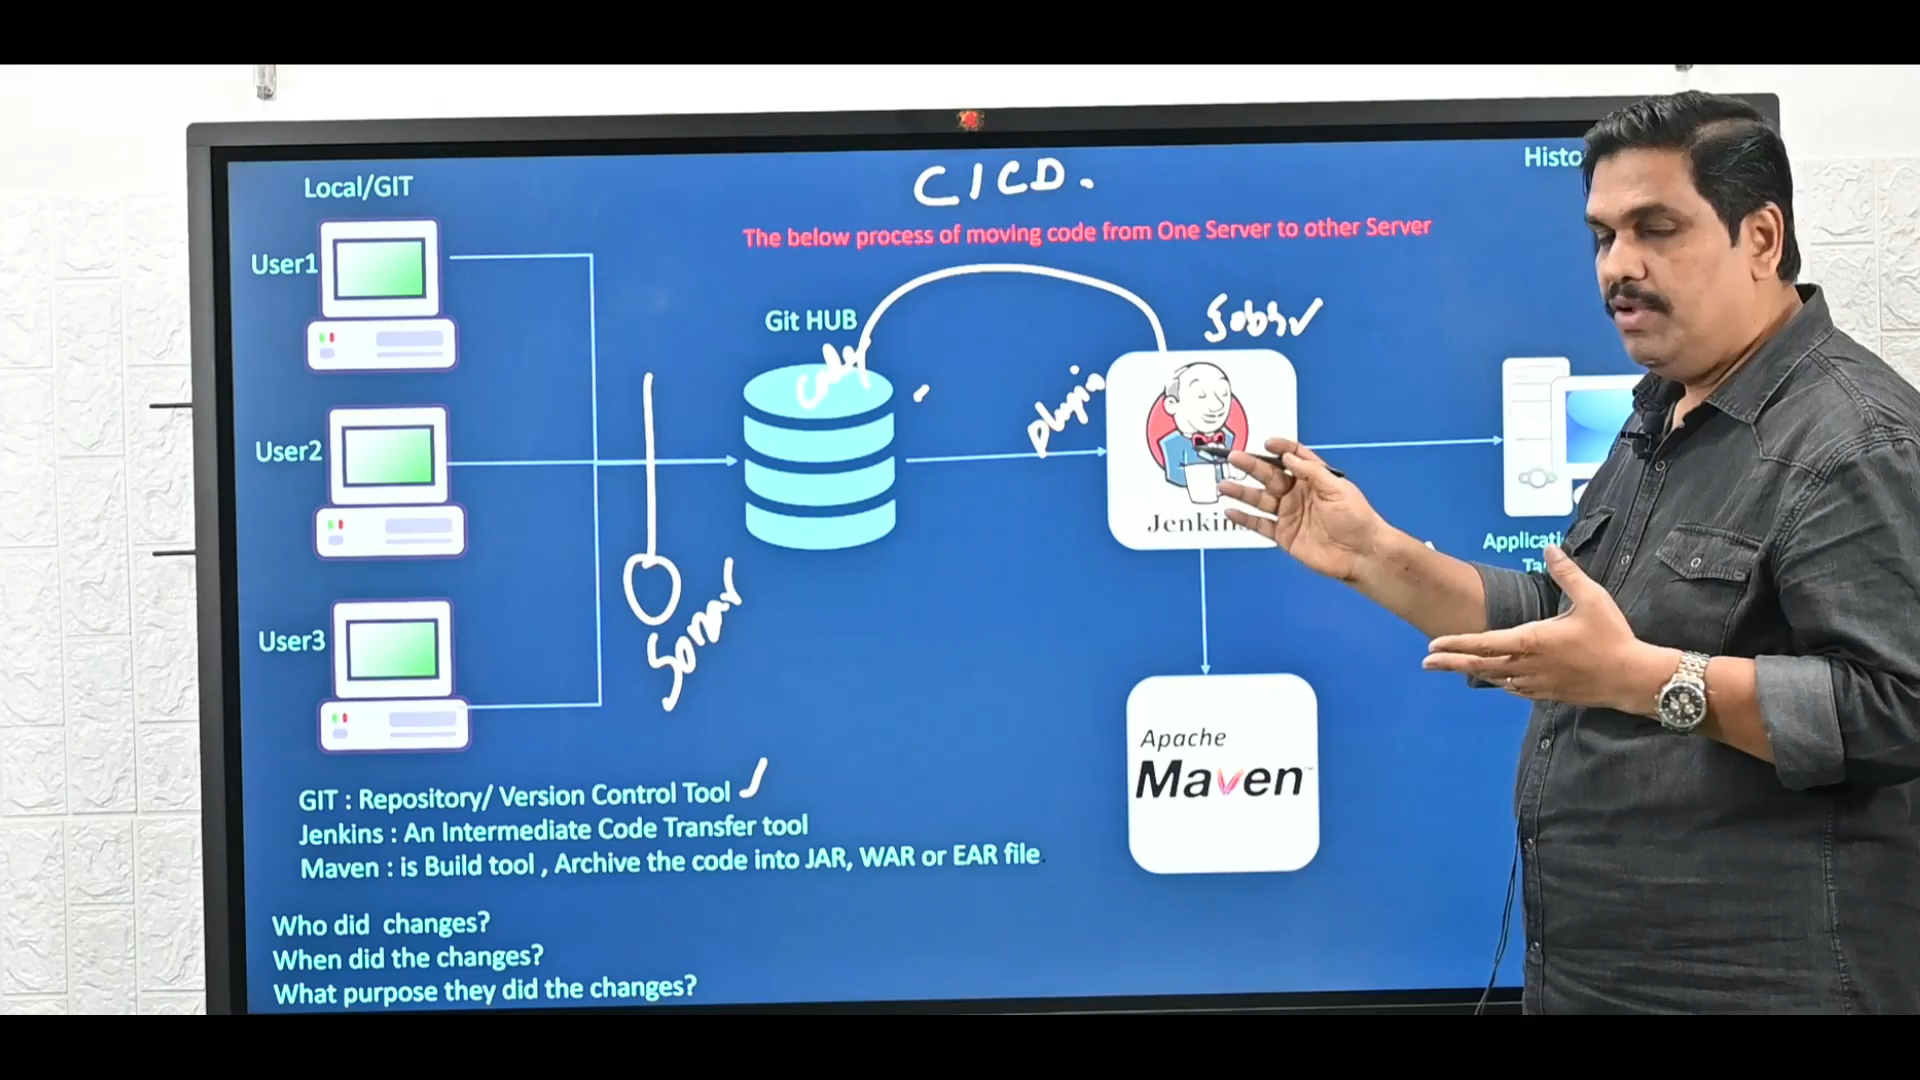 CICD.
Local/GIT
Histo
The below process of moving code from One Server to other Server
User1
Git HUB
Jobs
plugin
User2
Jenkin
Applicati
Ta
Sonar
User3
Apache
Maven
GIT : Repository/ Version Control Tool
Jenkins : An Intermediate Code Transfer tool
Maven : is Build tool , Archive the code into JAR, WAR or EAR file.
Who did changes?
When did the changes?
What purpose they did the changes?